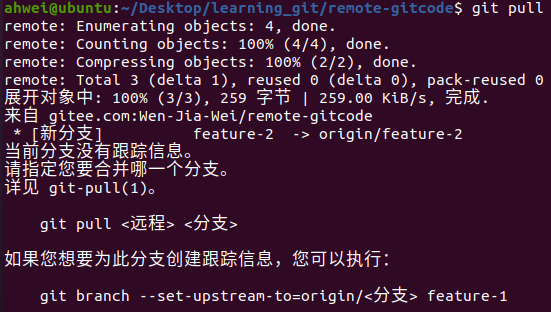 ahwei@ubuntu:~/Desktop/learning_git/remote-gitcode$ git pull
remote: Enumerating objects: 4, done.
remote: Counting objects: 100% (4/4), done.
remote: Compressing objects: 100% (2/2), done.
remote: Total 3 (delta 1), reused 0 (delta 0), pack-reused 0
展开对象中: 100% (3/3), 259 字节 | 259.00 KiB/s, 完成.
来自 gitee.com:Wen-Jia-Wei/remote-gitcode
 * [新分支]          feature-2  -> origin/feature-2
当前分支没有跟踪信息。
请指定您要合并哪一个分支。
详见 git-pull(1)。
    git pull <远程> <分支>
如果您想要为此分支创建跟踪信息，您可以执行：
    git branch --set-upstream-to=origin/<分支> feature-1